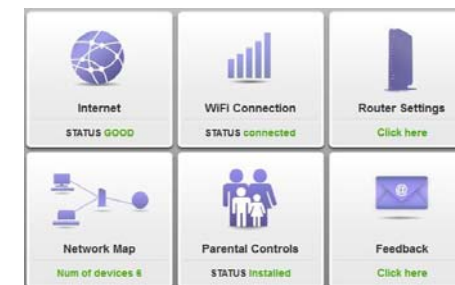 Internet
STATUS GOOD
WiFi Connection
STATUS connected
Router Settings
Click here
Network Map
Num of devices 6
Parental Controls
STATUS Installed
@
Feedback
Click here